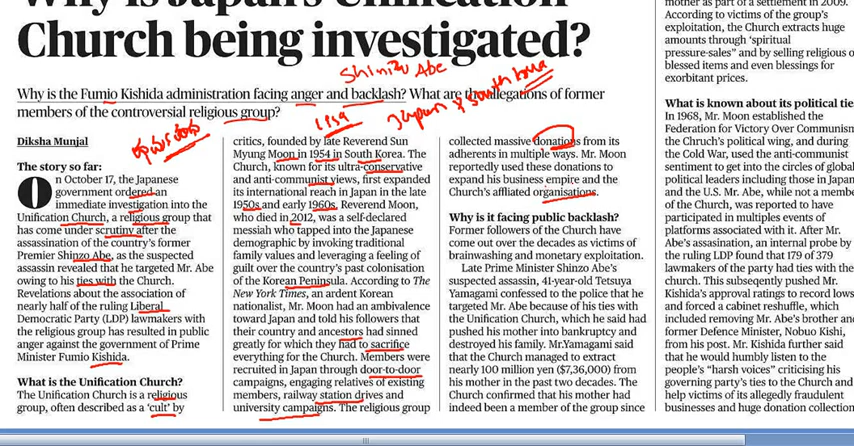 Why is Japan's Unification
Church being investigated?
Shinzo Abe
Why is the Fumio Kishida administration facing anger and backlash? What are the allegations of former
members of the controversial religious group?
Japan & South Korea
Diksha Munjal
The story so far:
On October 17, the Japanese
government ordered an
immediate investigation into the
Unification Church, a religious group that
has come under scrutiny after the
assassination of the country's former
Premier Shinzo Abe, as the suspected
assassin revealed that he targeted Mr. Abe
owing to his ties with the Church.
Revelations about the association of
nearly half of the ruling Liberal
Democratic Party (LDP) lawmakers with
the religious group has resulted in public
anger against the government of Prime
Minister Fumio Kishida.
What is the Unification Church?
The Unification Church is a religious
group, often described as a 'cult' by
critics, founded by late Reverend Sun
Myung Moon in 1954 in South Korea. The
Church, known for its ultra-conservative
and anti-communist views, first expanded
its international reach in Japan in the late
1950s and early 1960s. Reverend Moon,
who died in 2012, was a self-declared
messiah who tapped into the Japanese
demographic by invoking traditional
family values and leveraging a feeling of
guilt over the country's past colonisation
of the Korean Peninsula. According to The
New York Times, an ardent Korean
nationalist, Mr. Moon had an ambivalence
toward Japan and told his followers that
their country and ancestors had sinned
greatly for which they had to sacrifice
everything for the Church. Members were
recruited in Japan through door-to-door
campaigns, engaging relatives of existing
members, railway station drives and
university campaigns. The religious group
collected massive donations from its
adherents in multiple ways. Mr. Moon
reportedly used these donations to
expand his business empire and the
Church's affliated organisations.
Why is it facing public backlash?
Former followers of the Church have
come out over the decades as victims of
brainwashing and monetary exploitation.
Late Prime Minister Shinzo Abe's
suspected assassin, 41-year-old Tetsuya
Yamagami confessed to the police that he
targeted Mr. Abe because of his ties with
the Unification Church, which he said had
pushed his mother into bankruptcy and
destroyed his family. Mr.Yamagami said
that the Church managed to extract
nearly 100 million yen ($7,36,000) from
his mother in the past two decades. The
Church confirmed that his mother had
indeed been a member of the group since
mother as part of a settlement in 2009.
According to victims of the group's
exploitation, the Church extracts huge
amounts through 'spiritual
pressure-sales" and by selling religious o
blessed items and even blessings for
exorbitant prices.
What is known about its political tie
In 1968, Mr. Moon established the
Federation for Victory Over Communism
the Chruch's political wing, and during
the Cold War, used the anti-communist
sentiment to get into the circles of global
political leaders including those in Japan
and the U.S. Mr. Abe, while not a membe
of the Church, was reported to have
participated in multiples events of
platforms associated with it. After Mr.
Abe's assasination, an internal probe by
the ruling LDP found that 179 of 379
lawmakers of the party had ties with the
church. This subseqently pushed Mr.
Kishida's approval ratings to record lows
and forced a cabinet reshuffle, which
included removing Mr. Abe's brother and
former Defence Minister, Nobuo Kishi,
from his post. Mr. Kishida further said
that he would humbly listen to the
people's "harsh voices" criticising his
governing party's ties to the Church and
help victims of its allegedly fraudulent
businesses and huge donation collection